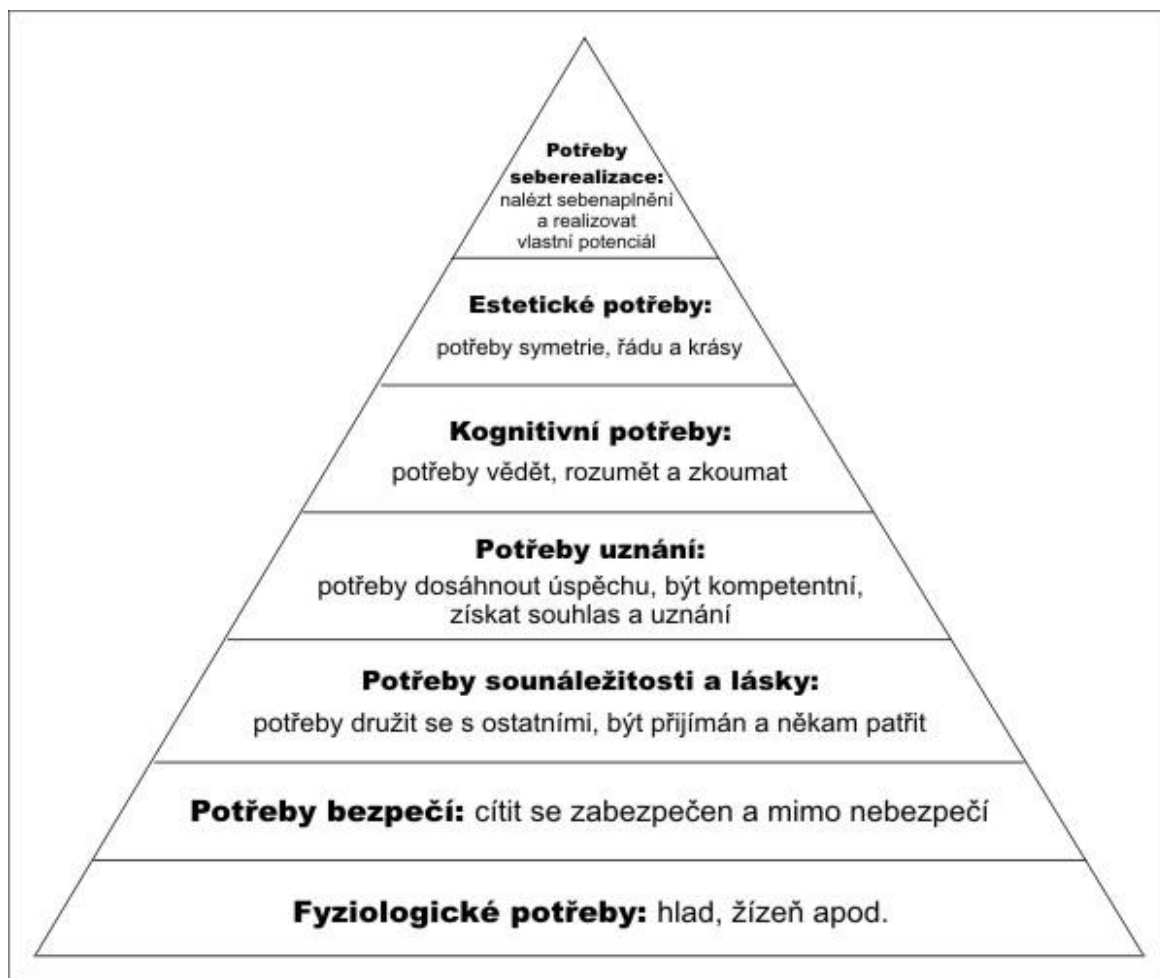 Potřeby
seberealizace:
nalézt sebenaplnění
a realizovat
vlastní potenciál
Estetické potřeby:
potřeby symetrie, řádu a krásy
Kognitivní potřeby:
potřeby vědět, rozumět a zkoumat
Potřeby uznání:
potřeby dosáhnout úspěchu, být kompetentní,
získat souhlas a uznání
Potřeby sounáležitosti a lásky:
potřeby družit se s ostatními, být přijímán a někam patřit
Potřeby bezpečí: cítit se zabezpečen a mimo nebezpečí
Fyziologické potřeby: hlad, žízeň apod.